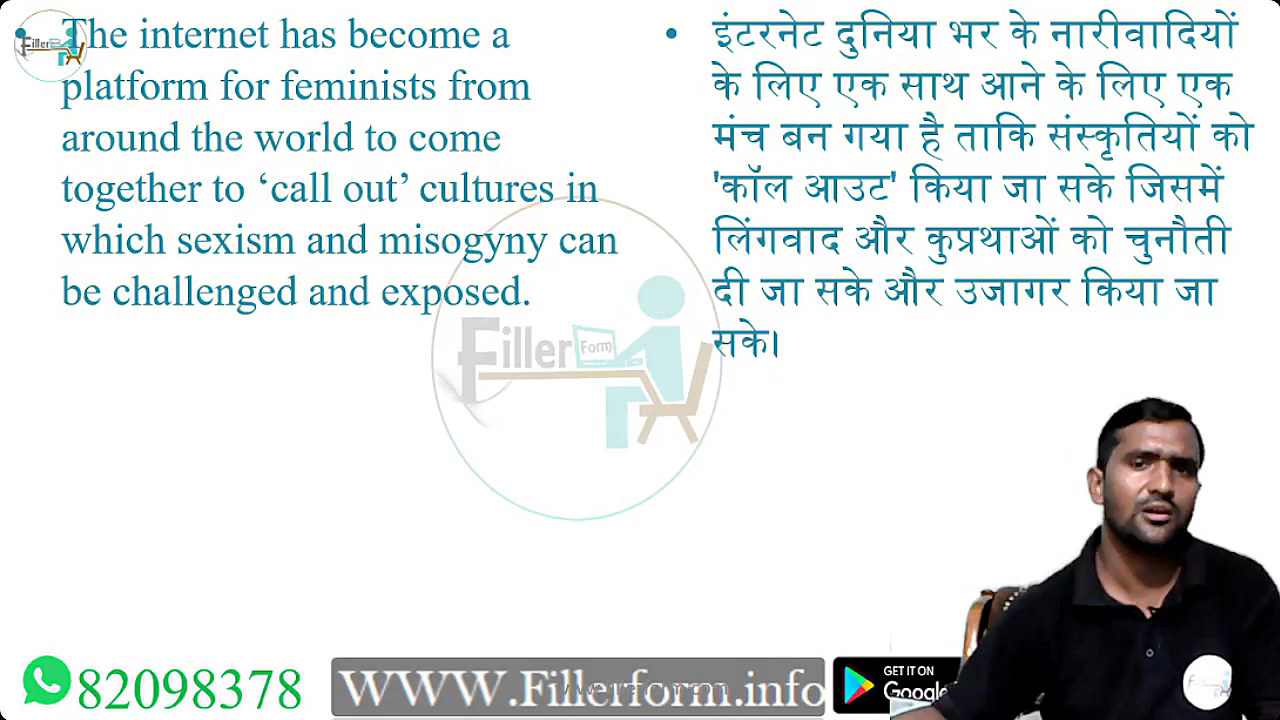 The internet has become a
platform for feminists from
around the world to come
together to ‘call out’ cultures in
which sexism and misogyny can
be challenged and exposed.
इंटरनेट दुनिया भर के नारीवादियों
के लिए एक साथ आने के लिए एक
मंच बन गया है ताकि संस्कृतियों को
'कॉल आउट' किया जा सके जिसमें
लिंगवाद और कुप्रथाओं को चुनौती
दी जा सके और उजागर किया जा
सके।
Filler Form
82098378
WWW.Fillerform.info
GET IT ON
Google